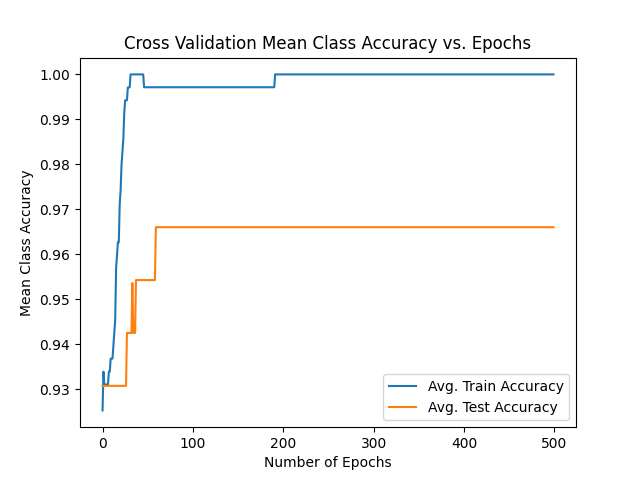 Cross Validation Mean Class Accuracy vs. Epochs
1.00
0.99
0.98
0.97
0.96
0.95
0.94
0.93
Mean Class Accuracy
Avg. Train Accuracy
Avg. Test Accuracy
0 100 200 300 400 500
Number of Epochs